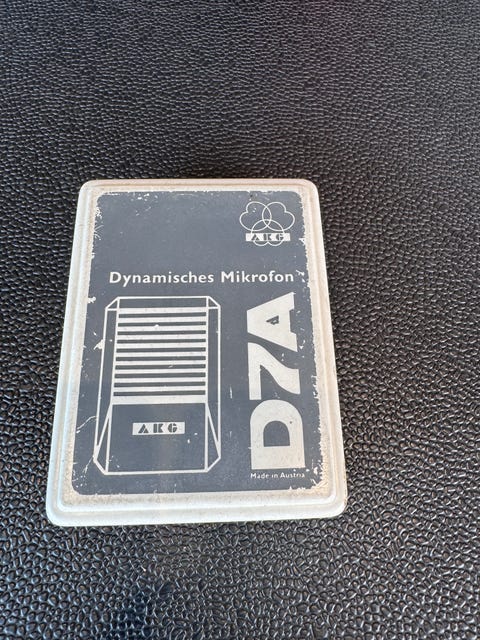 AKG
Dynamisches Mikrofon
D7A
AKG
Made in Austria